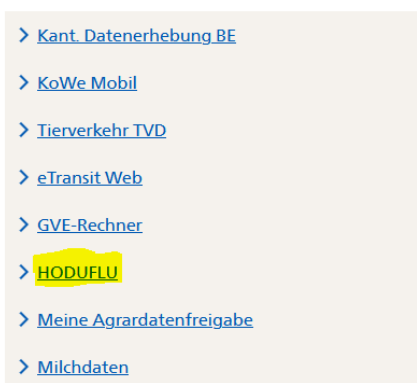 Kant. Datenerhebung BE
KoWe Mobil
Tierverkehr TVD
eTransit Web
GVE-Rechner
HODUFLU
Meine Agrardatenfreigabe
Milchdaten